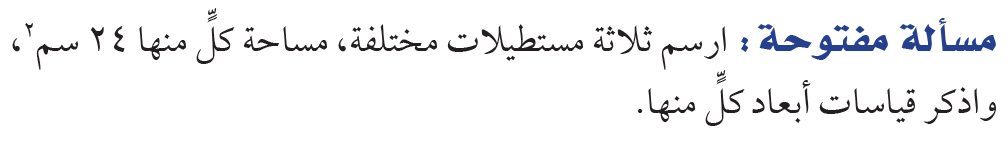 مسألة مفتوحة : ارسم ثلاثة مستطيلات مختلفة، مساحة كلٍّ منها ٢٤ سم٢،
واذكر قياسات أبعاد كلٍّ منها.